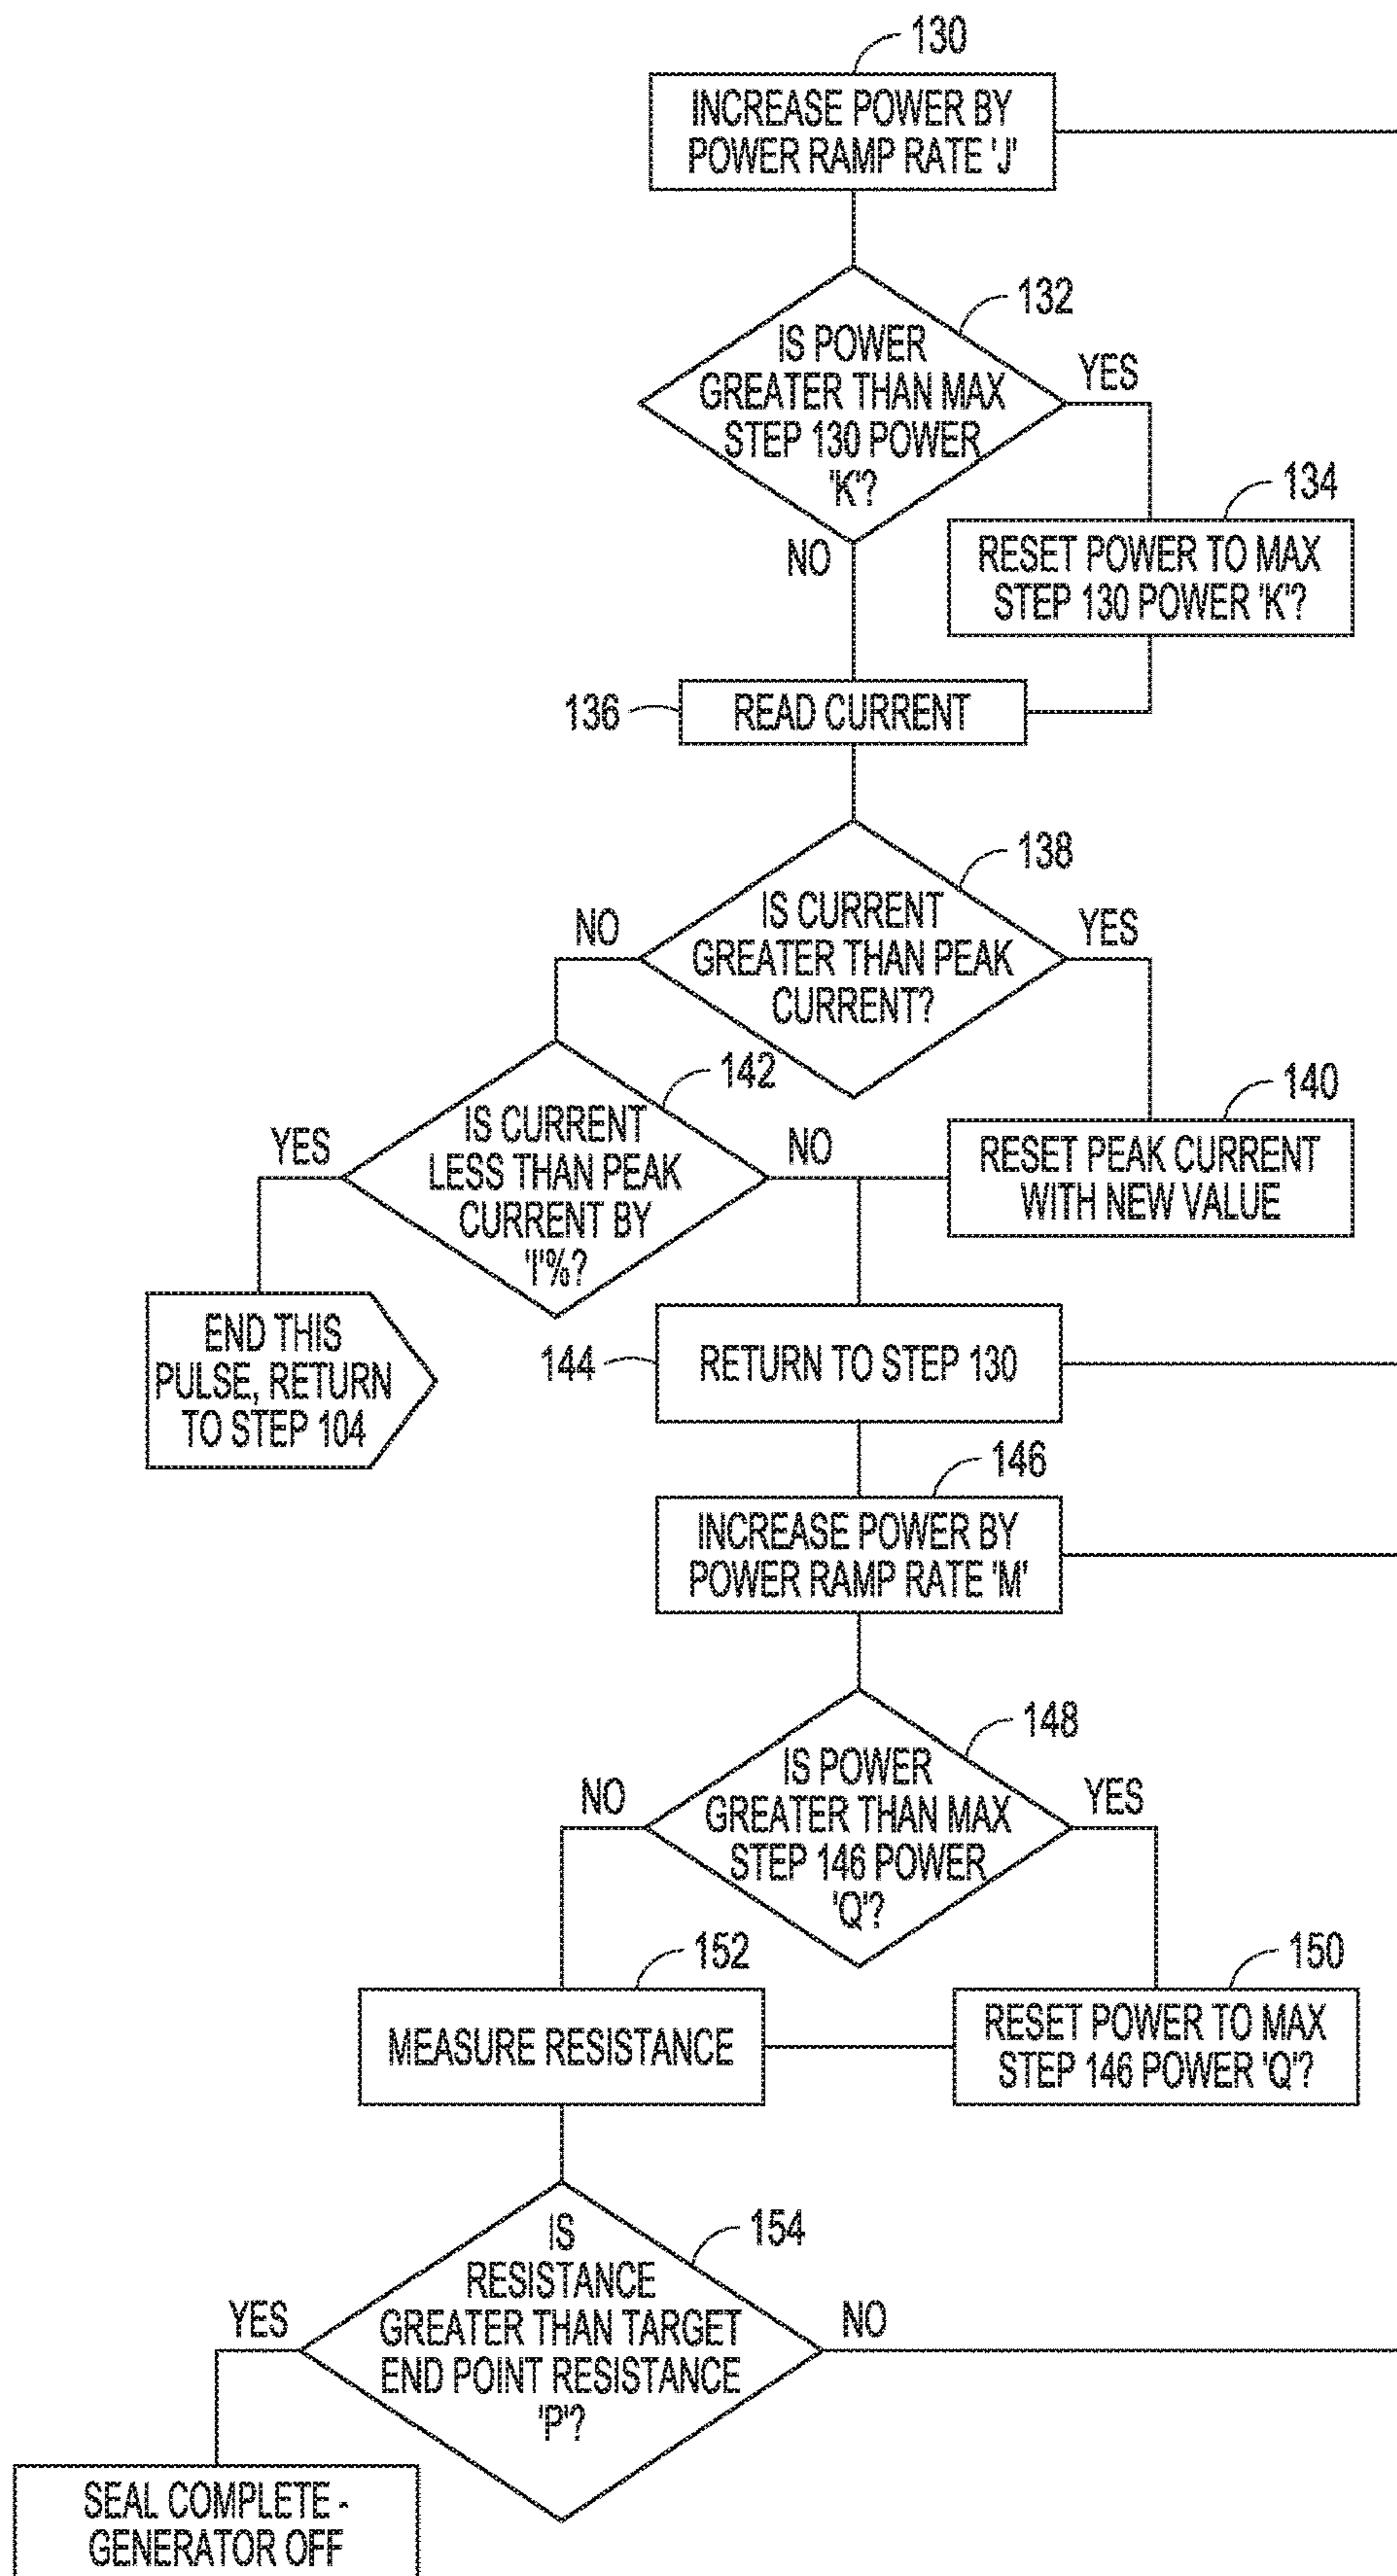 130
INCREASE POWER BY
POWER RAMP RATE 'J'
132
IS POWER
GREATER THAN MAX
STEP 130 POWER
'K'?
YES
NO
134
RESET POWER TO MAX
STEP 130 POWER 'K'?
136
READ CURRENT
138
IS CURRENT
GREATER THAN PEAK
CURRENT?
NO
YES
142
IS CURRENT
LESS THAN PEAK
CURRENT BY
'I'%?
YES
NO
140
RESET PEAK CURRENT
WITH NEW VALUE
END THIS
PULSE, RETURN
TO STEP 104
144
RETURN TO STEP 130
146
INCREASE POWER BY
POWER RAMP RATE 'M'
148
IS POWER
GREATER THAN MAX
STEP 146 POWER
'Q'?
NO
YES
152
MEASURE RESISTANCE
150
RESET POWER TO MAX
STEP 146 POWER 'Q'?
154
IS
RESISTANCE
GREATER THAN TARGET
END POINT RESISTANCE
'P'?
YES
NO
SEAL COMPLETE -
GENERATOR OFF